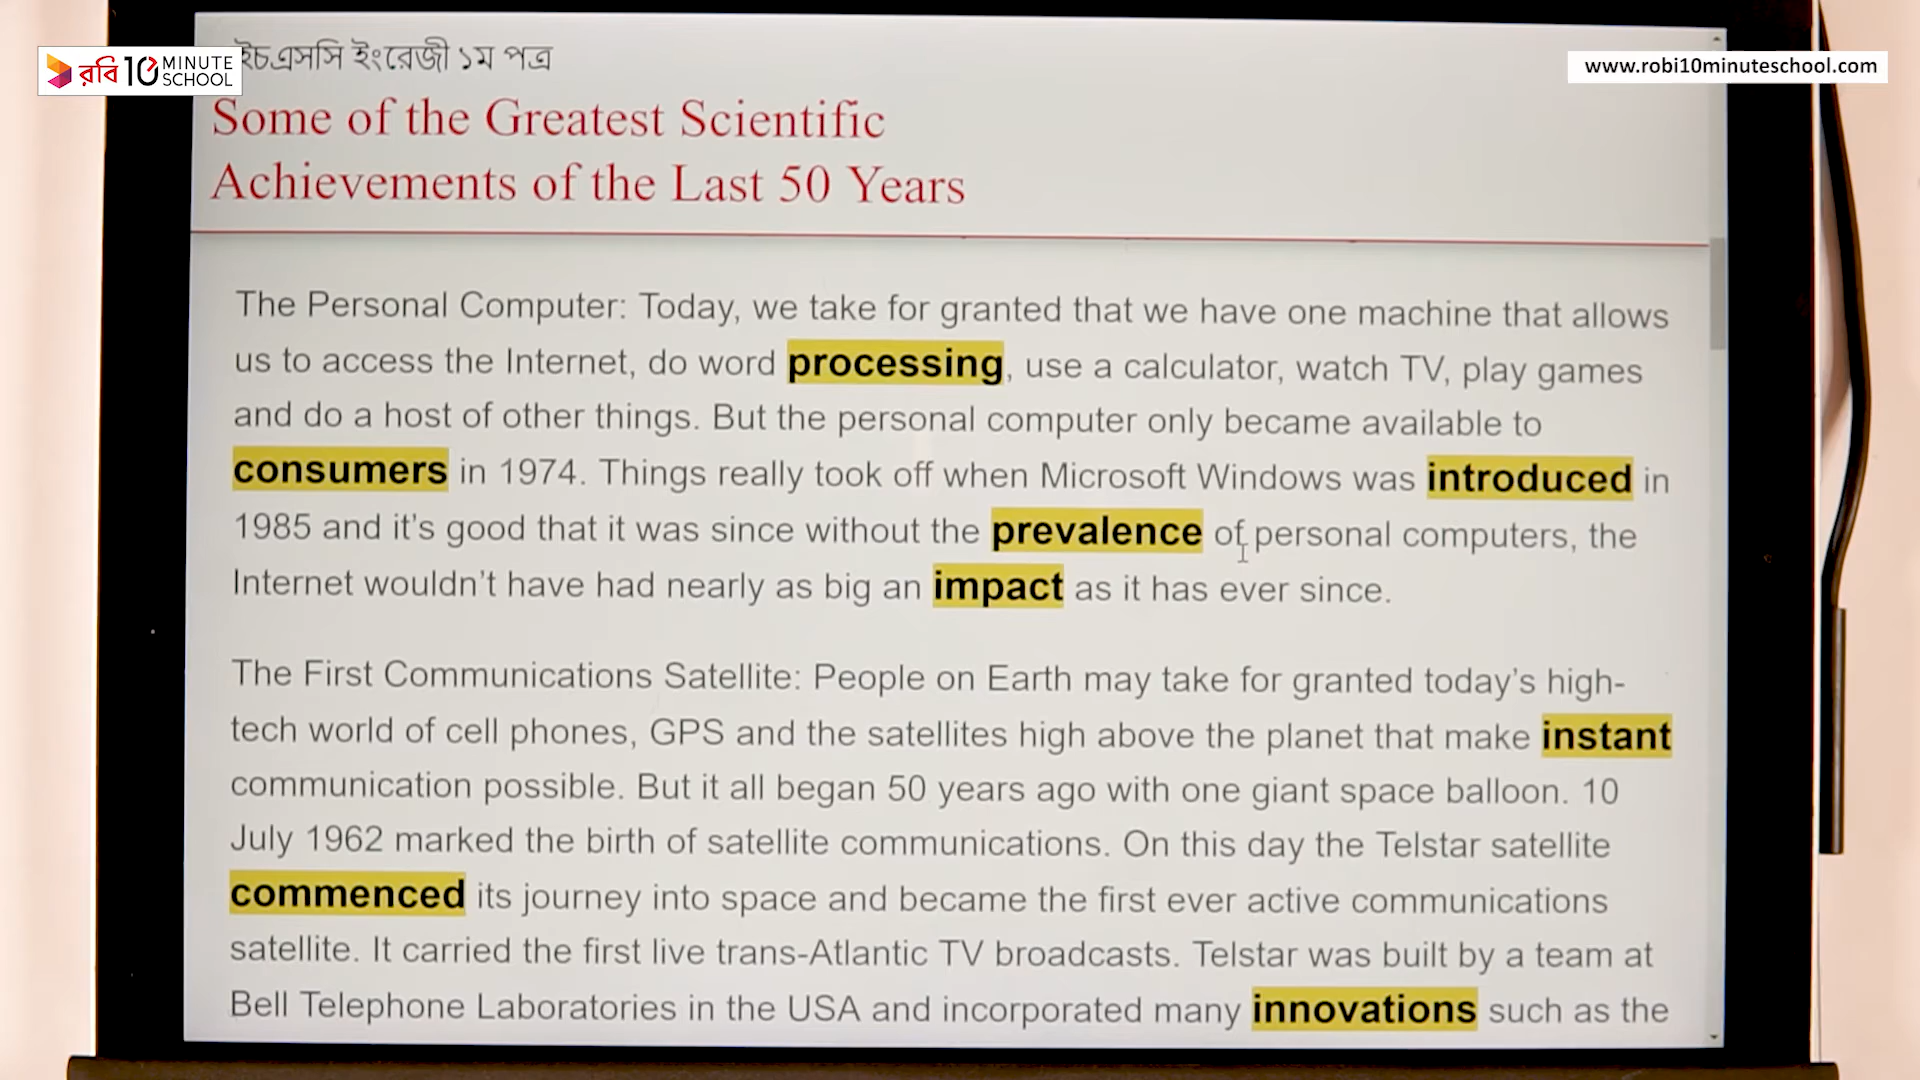 ইচএসসি ইংরেজী ১ম পত্র
রবি 10 MINUTE SCHOOL
www.robi10minuteschool.com
Some of the Greatest Scientific
Achievements of the Last 50 Years
The Personal Computer: Today, we take for granted that we have one machine that allows
us to access the Internet, do word processing, use a calculator, watch TV, play games
and do a host of other things. But the personal computer only became available to
consumers in 1974. Things really took off when Microsoft Windows was introduced in
1985 and it's good that it was since without the prevalence of personal computers, the
Internet wouldn't have had nearly as big an impact as it has ever since.
The First Communications Satellite: People on Earth may take for granted today's high-
tech world of cell phones, GPS and the satellites high above the planet that make instant
communication possible. But it all began 50 years ago with one giant space balloon. 10
July 1962 marked the birth of satellite communications. On this day the Telstar satellite
commenced its journey into space and became the first ever active communications
satellite. It carried the first live trans-Atlantic TV broadcasts. Telstar was built by a team at
Bell Telephone Laboratories in the USA and incorporated many innovations such as the